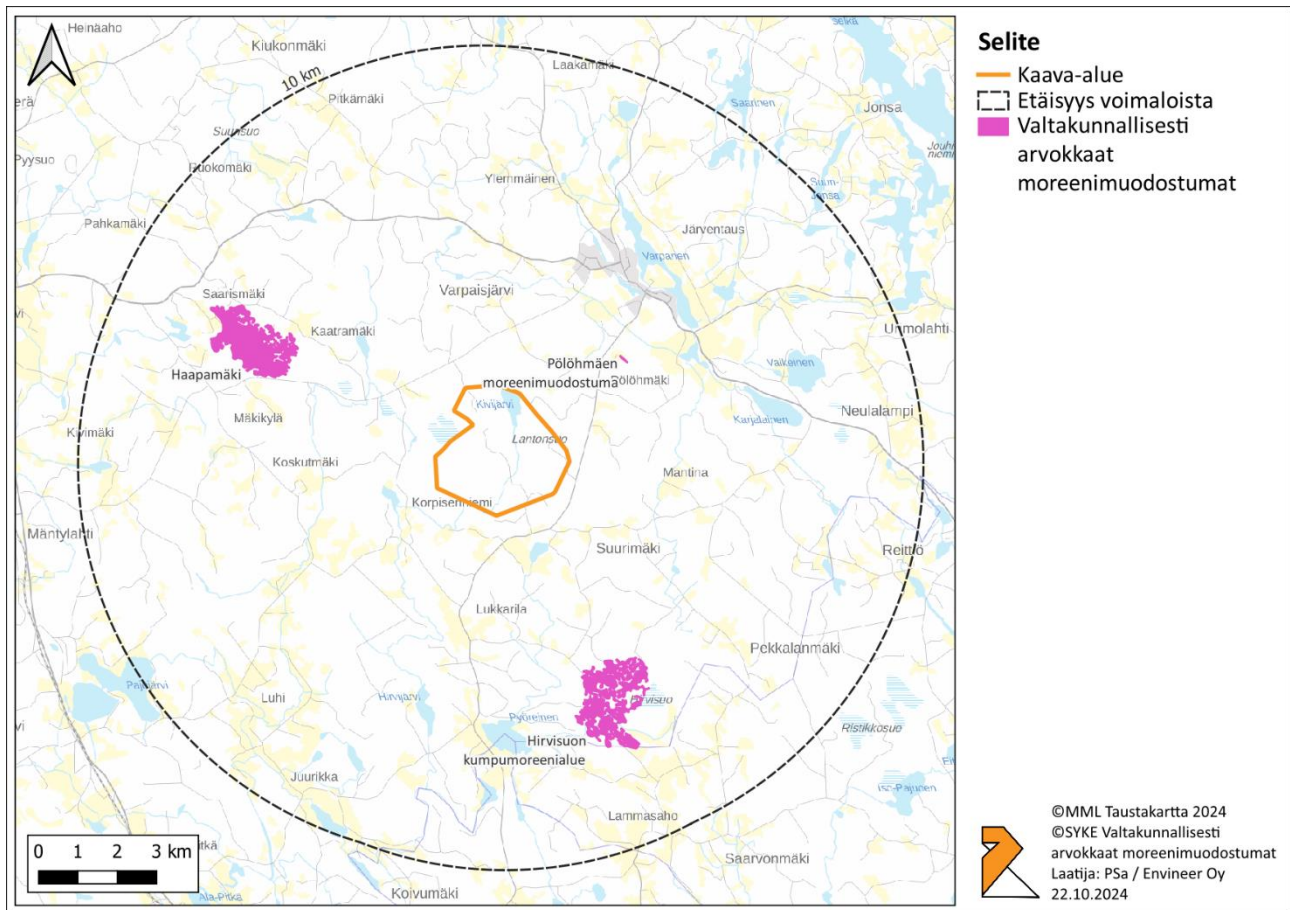 Heinäaho
Kiukonmäki
Laakamäki
Saarinen
Jonsa
10 km
Pitkämäki
Pyysuo
Suursuo
Ruokomäki
Ylemmäinen
Pahkamäki
Järventaus
Varpanen
Saarismäki
Varpaisjärvi
Kaatramäki
Haapamäki
Pölöhmäen
moreenimuodostuma
Pölöhmäki
Valkeinen
Kivijärvi
Karjalainen
Neulalampi
Mäkikylä
Kivimäki
Koskutmäki
Lantonsuo
Mantina
Korpisenniemi
Mäntylahti
Suurimäki
Reittiö
Lukkarila
Pekkalanmäki
Luhi
Hirvijärvi
Hirvisuo
Pyöreinen
Ristikkosuo
Hirvisuon
kumpumoreenialue
Juurikka
Lammasaho
Saarvonmäki
Koivumäki
Ala-Pitkä
0 1 2 3 km
Selite
Kaava-alue
Etäisyys voimaloista
Valtakunnallisesti
arvokkaat
moreenimuodostumat
©MML Taustakartta 2024
©SYKE Valtakunnallisesti
arvokkaat moreenimuodostumat
Laatija: PSa / Envineer Oy
22.10.2024